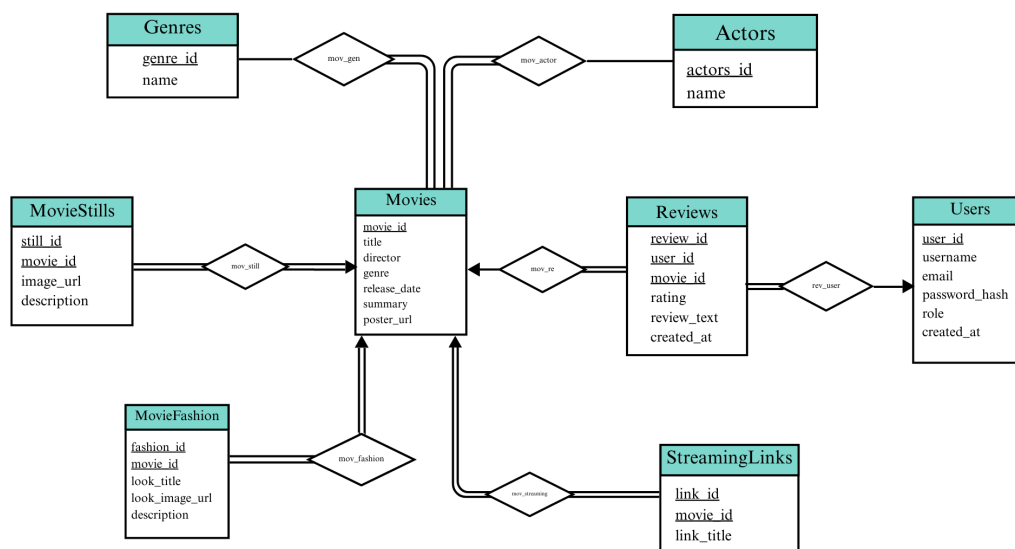 Genres
genre_id
name
mov_gen
mov_actor
Actors
actors_id
name
MovieStills
still_id
movie_id
image_url
description
mov_still
Movies
movie_id
title
director
genre
release_date
summary
poster_url
mov_re
Reviews
review_id
user_id
movie_id
rating
review_text
created_at
rev_user
Users
user_id
username
email
password_hash
role
created_at
MovieFashion
fashion_id
movie_id
look_title
look_image_url
description
mov_fashion
mov_streaming
StreamingLinks
link_id
movie_id
link_title